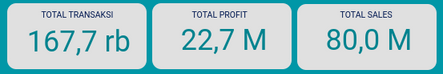 TOTAL TRANSAKSI
167,7 rb
TOTAL PROFIT
22,7 M
TOTAL SALES
80,0 M